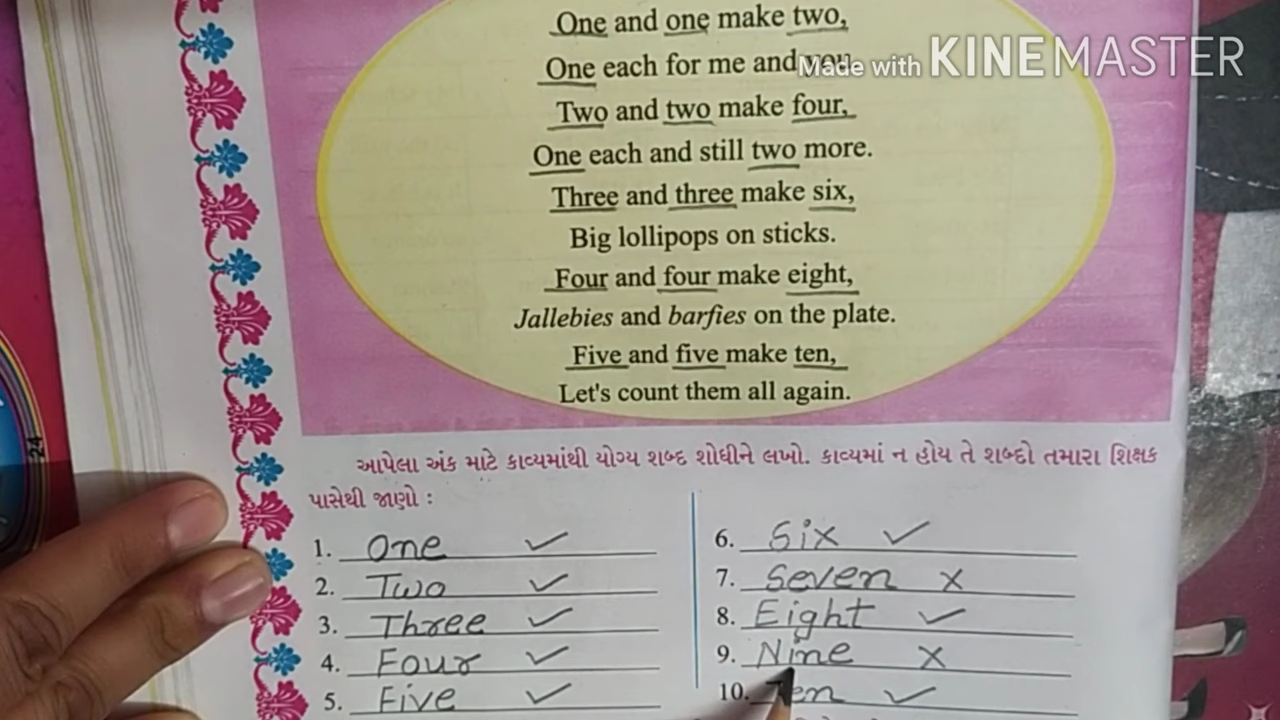 One and one make two,
Made with KINEMASTER
One each for me and you
Two and two make four,
One each and still two more.
Three and three make six,
Big lollipops on sticks.
Four and four make eight,
Jallebies and barfies on the plate.
Five and five make ten,
Let's count them all again.
24
આપેલા અંક માટે કાવ્યમાંથી યોગ્ય શબ્દ શોધીને લખો. કાવ્યમાં ન હોય તે શબ્દો તમારા શિક્ષક
પાસેથી જાણો :
1. One ✓
2. Two ✓
3. Three ✓
4. Four ✓
5. Five ✓
6. Six ✓
7. Seven x
8. Eight ✓
9. Nine x
10. Ten ✓